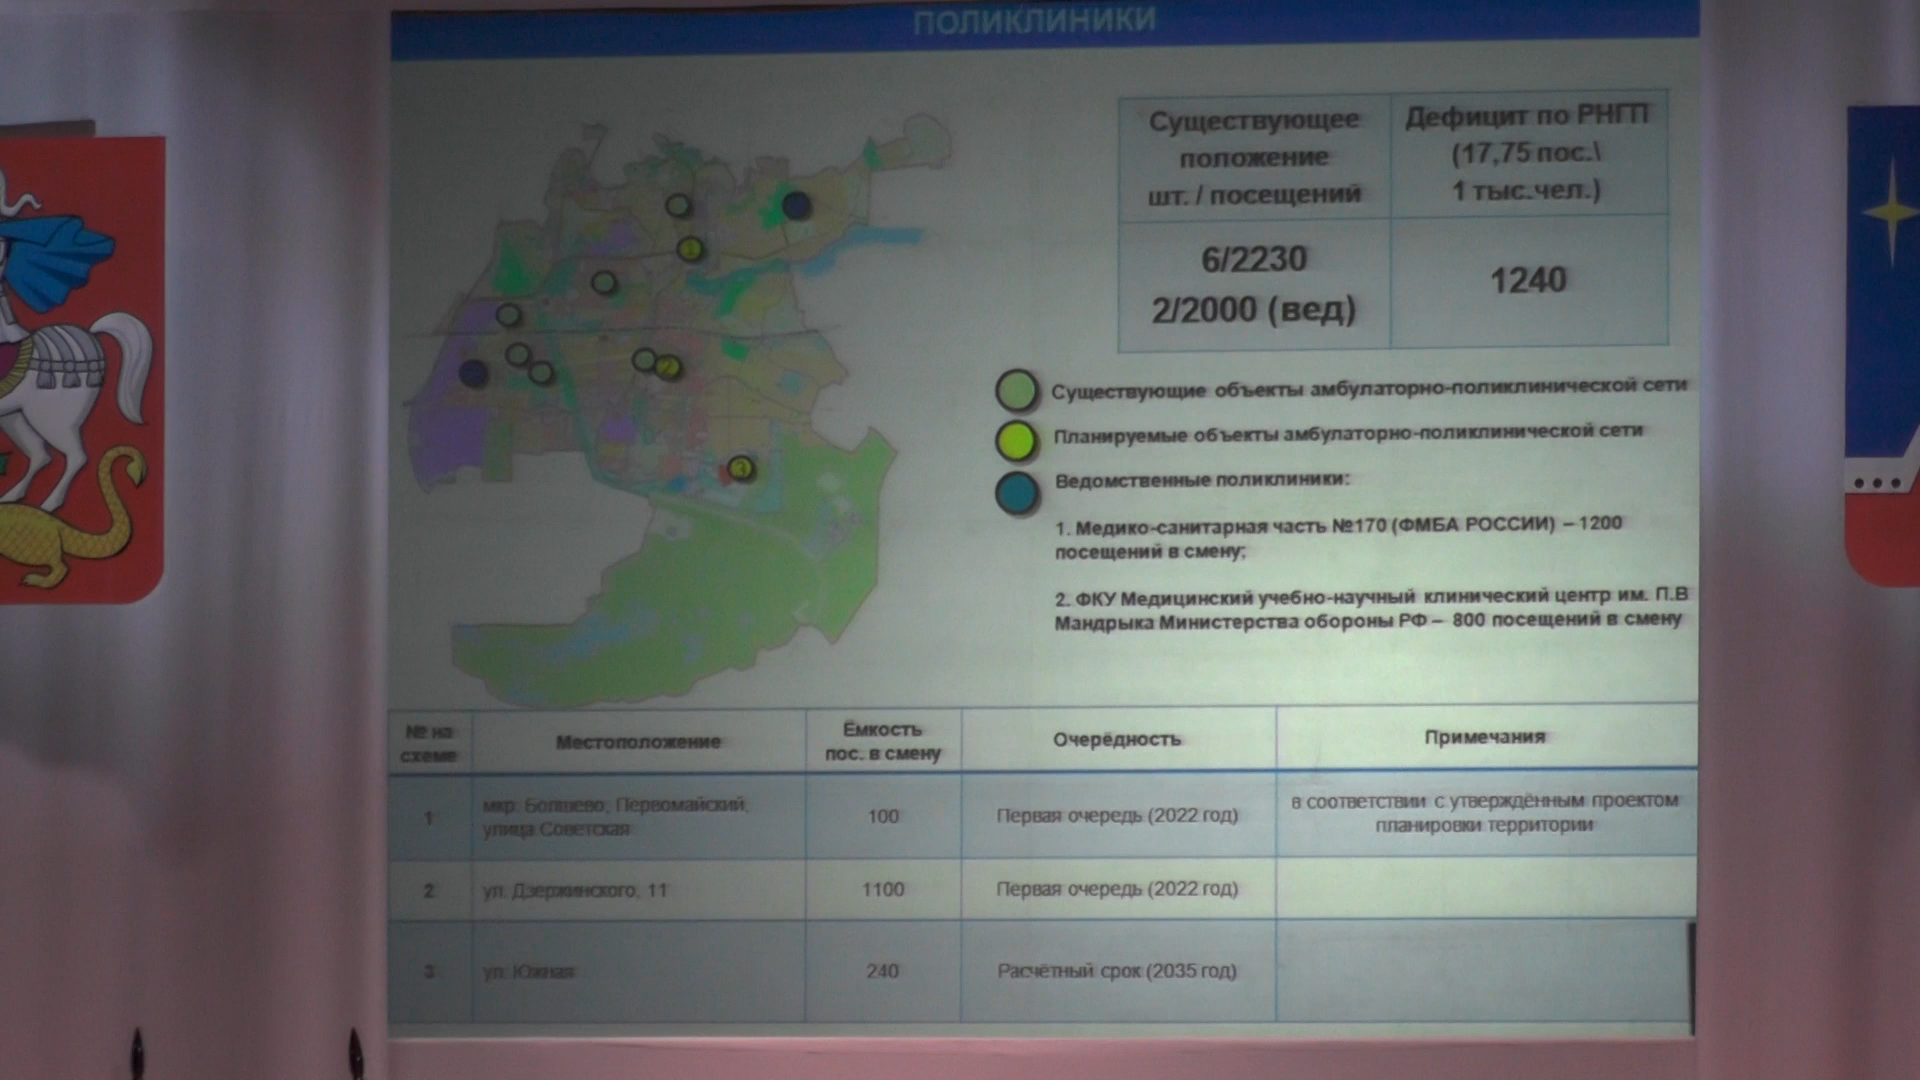 ПОЛИКЛИНИКИ
Существующее
положение
шт. / посещений
Дефицит по РНГП
(17,75 пос.\
1 тыс.чел.)
6/2230
2/2000 (вед)
1240
1
2
3
Существующие объекты амбулаторно-поликлинической сети
Планируемые объекты амбулаторно-поликлинической сети
Ведомственные поликлиники:
1. Медико-санитарная часть №170 (ФМБА РОССИИ) – 1200
посещений в смену;
2. ФКУ Медицинский учебно-научный клинический центр им. П.В
Мандрыка Министерства обороны РФ – 800 посещений в смену
№ на
схеме
Местоположение
Ёмкость
пос. в смену
Очерёдность
Примечания
1
мкр. Болшево, Первомайский,
улица Советская
100
Первая очередь (2022 год)
в соответствии с утверждённым проектом
планировки территории
2
ул. Дзержинского, 11
1100
Первая очередь (2022 год)
3
ул. Южная
240
Расчётный срок (2035 год)